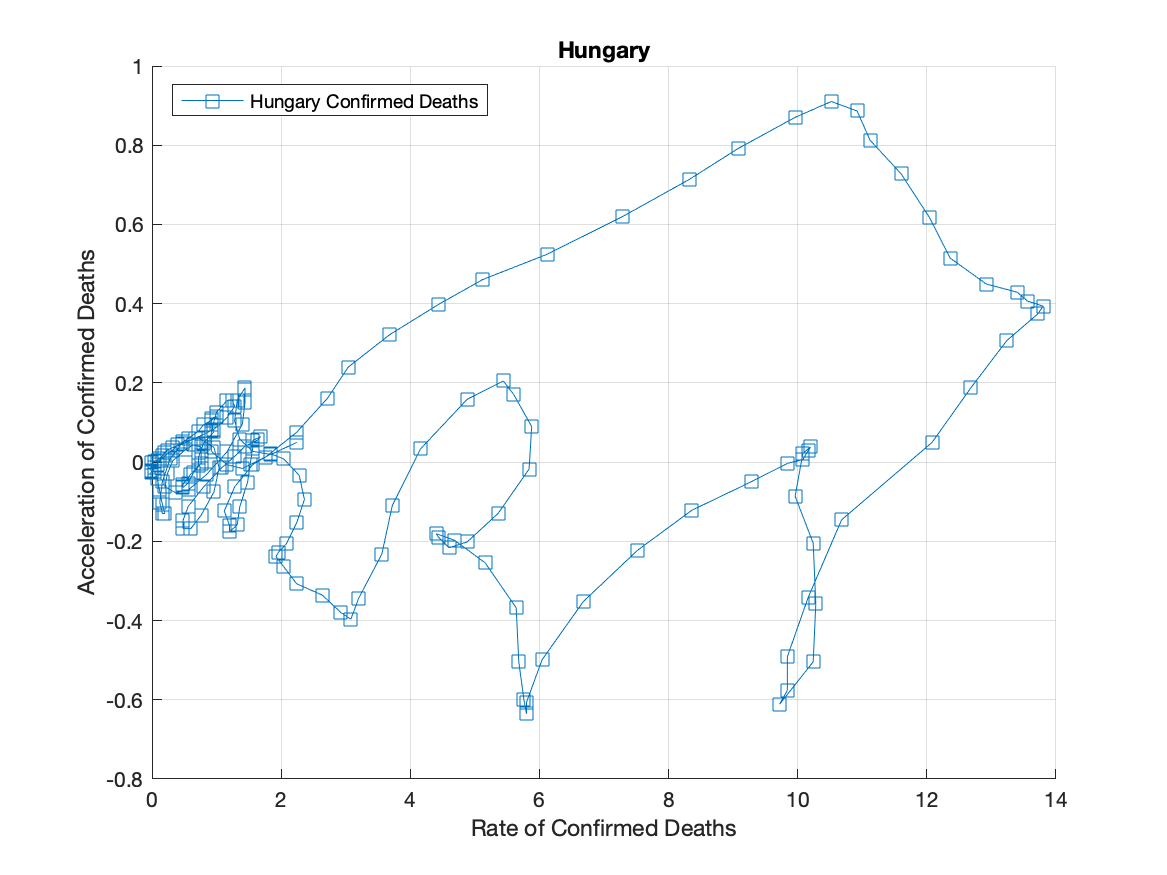 Hungary
Hungary Confirmed Deaths
1
0.8
0.6
0.4
0.2
0
-0.2
-0.4
-0.6
-0.8
Acceleration of Confirmed Deaths
0 2 4 6 8 10 12 14
Rate of Confirmed Deaths